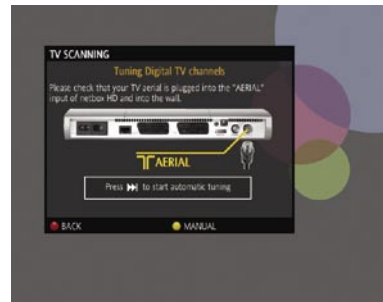 TV SCANNING
Tuning Digital TV channels
Please check that your TV aerial is plugged into the "AERIAL"
input of netbox HD and into the wall.
AERIAL
Press ⏭ to start automatic tuning
BACK
MANUAL